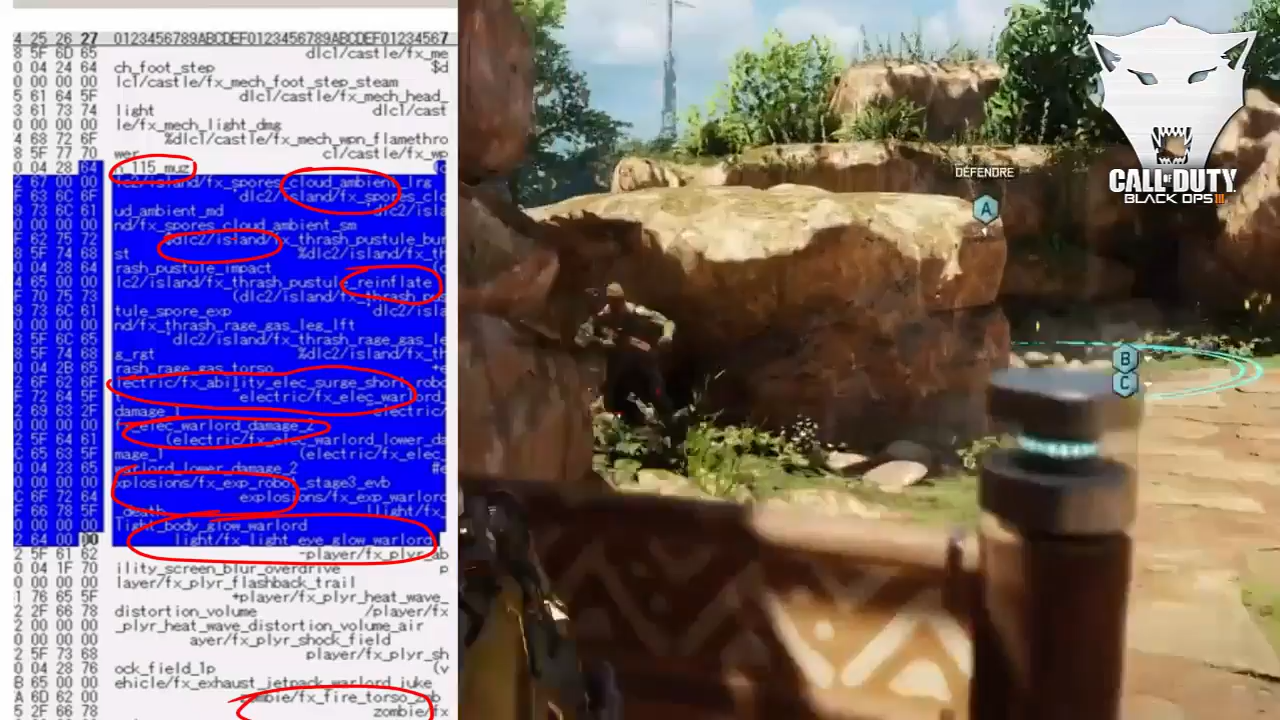 4 25 26 27 0123456789ABCDEF0123456789ABCDEF01234567
8 5F 6D 65 dlc1/castle/fx_me
0 04 24 64 ch_foot_step $d
0 00 00 00 lc1/castle/fx_mech_foot_step_steam
5 61 64 5F dlc1/castle/fx_mech_head_
3 61 73 74 light dlc1/cast
0 00 00 00 le/fx_mech_light_dmg
4 68 72 6F %dlc1/castle/fx_mech_wpn_flamethro
8 5F 77 70 wer c1/castle/fx_wp
0 04 28 64 n_115_muz (d
2 67 00 00 lc2/island/fx_spores_cloud_ambient_lrg
F 63 6C 6F dlc2/island/fx_spores_clo
9 73 6C 61 ud_ambient_md dlc2/isla
0 00 00 00 nd/fx_spores_cloud_ambient_sm
F 62 75 72 %dlc2/island/fx_thrash_pustule_bur
8 5F 74 68 st %dlc2/island/fx_th
0 04 28 64 rash_pustule_impact (d
4 65 00 00 lc2/island/fx_thrash_pustule_reinflate
F 70 75 73 (dlc2/island/fx_thrash_pus
9 73 6C 61 tule_spore_exp dlc2/isla
0 00 00 00 nd/fx_thrash_rage_gas_leg_lft
3 5F 6C 65 dlc2/island/fx_thrash_rage_gas_le
8 5F 74 68 g_rgt %dlc2/island/fx_th
0 04 2B 65 rash_rage_gas_torso +e
2 6F 62 6F lectric/fx_ability_elec_surge_short_robo
F 72 64 5F electric/fx_elec_warlord_
2 69 63 2F damage_1 electric/
0 00 00 00 fx_elec_warlord_damage_2
2 5F 64 61 (electric/fx_elec_warlord_lower_da
C 65 63 5F mage_1 (electric/fx_elec_
0 04 23 65 warlord_lower_damage_2 #e
0 00 00 00 xplosions/fx_exp_robot_stage3_evb
C 6F 72 64 explosions/fx_exp_warlord
F 66 78 5F _death light/fx_
0 00 00 00 light_body_glow_warlord
2 64 00 00 light/fx_light_eye_glow_warlord
2 5F 61 62 ~player/fx_plyr_ab
0 04 1F 70 ility_screen_blur_overdrive p
0 00 00 00 layer/fx_plyr_flashback_trail
1 76 65 5F +player/fx_plyr_heat_wave_
2 2F 66 78 distortion_volume /player/fx
2 00 00 00 _plyr_heat_wave_distortion_volume_air
0 00 00 00 ayer/fx_plyr_shock_field
2 5F 73 68 player/fx_plyr_sh
0 04 28 76 ock_field_1p (v
B 65 00 00 ehicle/fx_exhaust_jetpack_warlord_juke
A 6D 62 00 zombie/fx_fire_torso_zmb
5 2F 66 78 zombie/fx
DÉFENDRE
A
B
C
CALL OF DUTY
BLACK OPS III